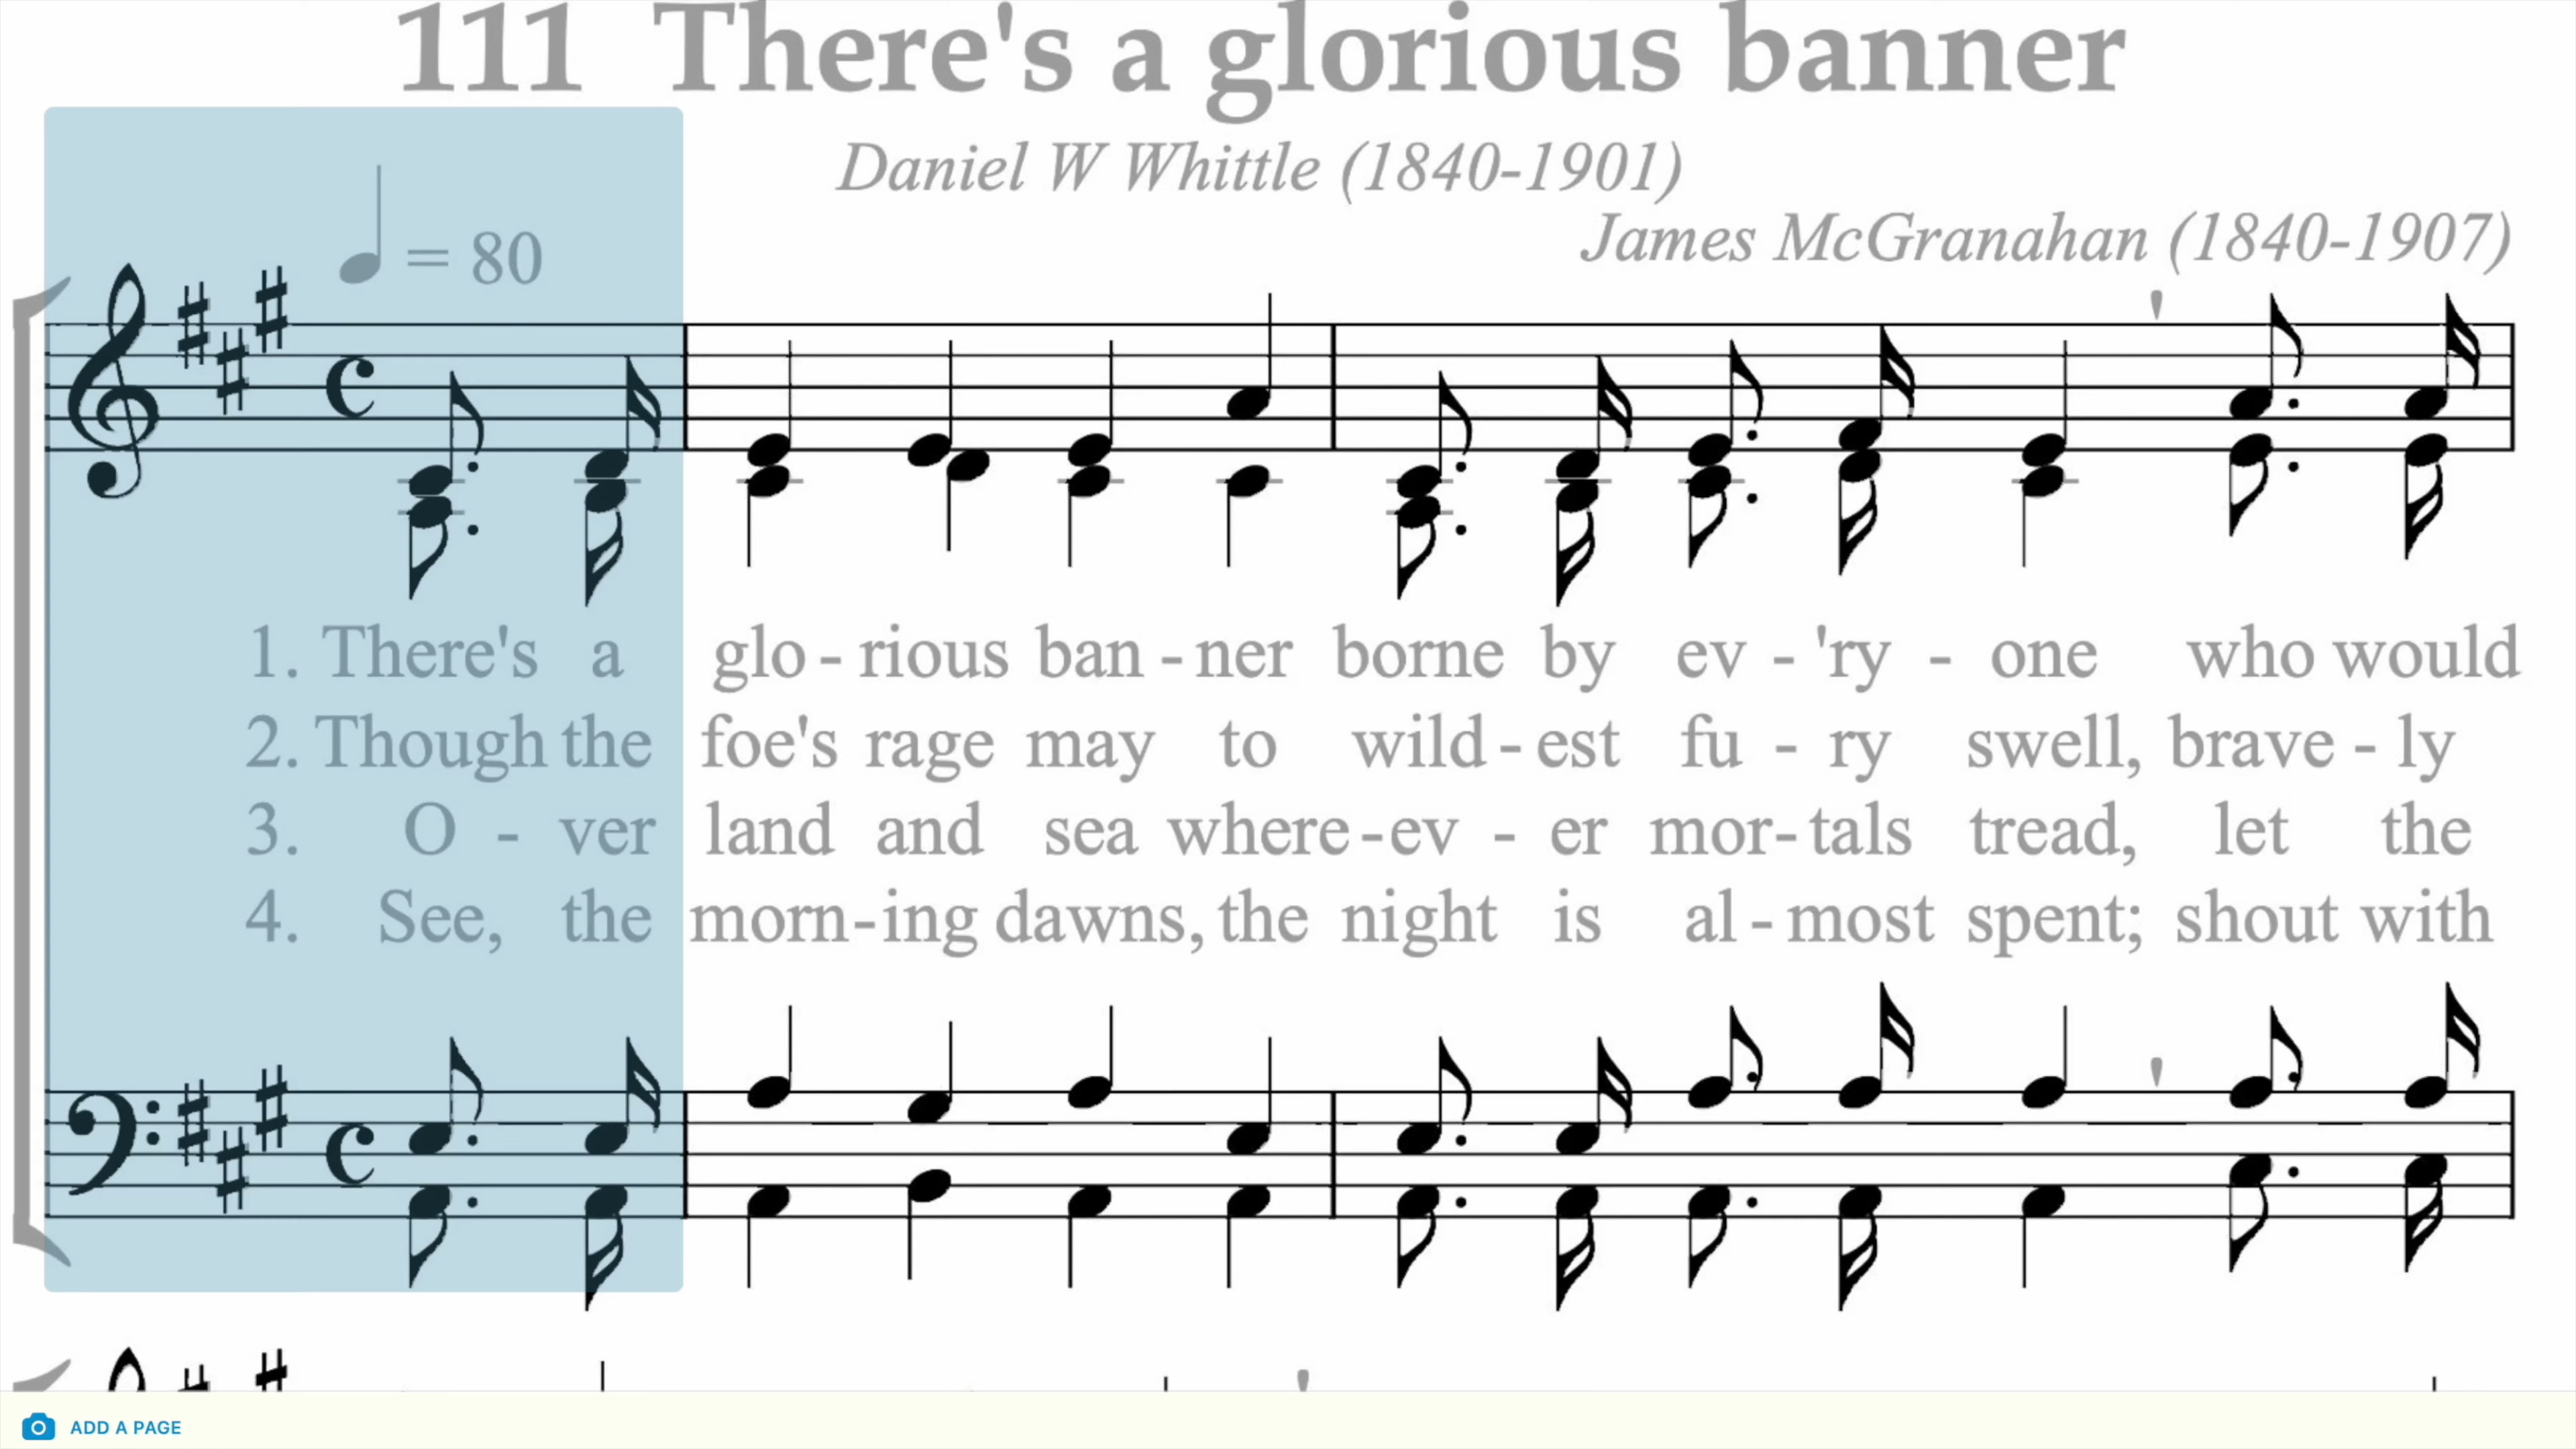 111 There's a glorious banner
Daniel W Whittle (1840-1901)
James McGranahan (1840-1907)
= 80
1. There's a glo - rious ban - ner borne by ev - 'ry - one who would
2. Though the foe's rage may to wild - est fu - ry swell, brave - ly
3. O - ver land and sea where - ev - er mor - tals tread, let the
4. See, the morn - ing dawns, the night is al - most spent; shout with
ADD A PAGE